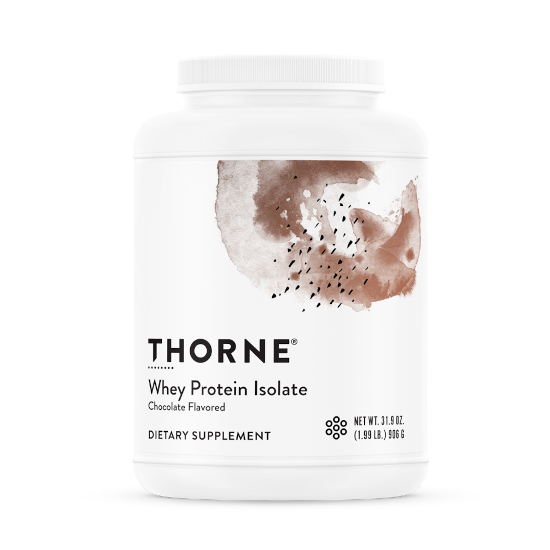 THORNE®
Whey Protein Isolate
Chocolate Flavored
DIETARY SUPPLEMENT
NET WT. 31.9 OZ.
(1.99 LB.) 906 G